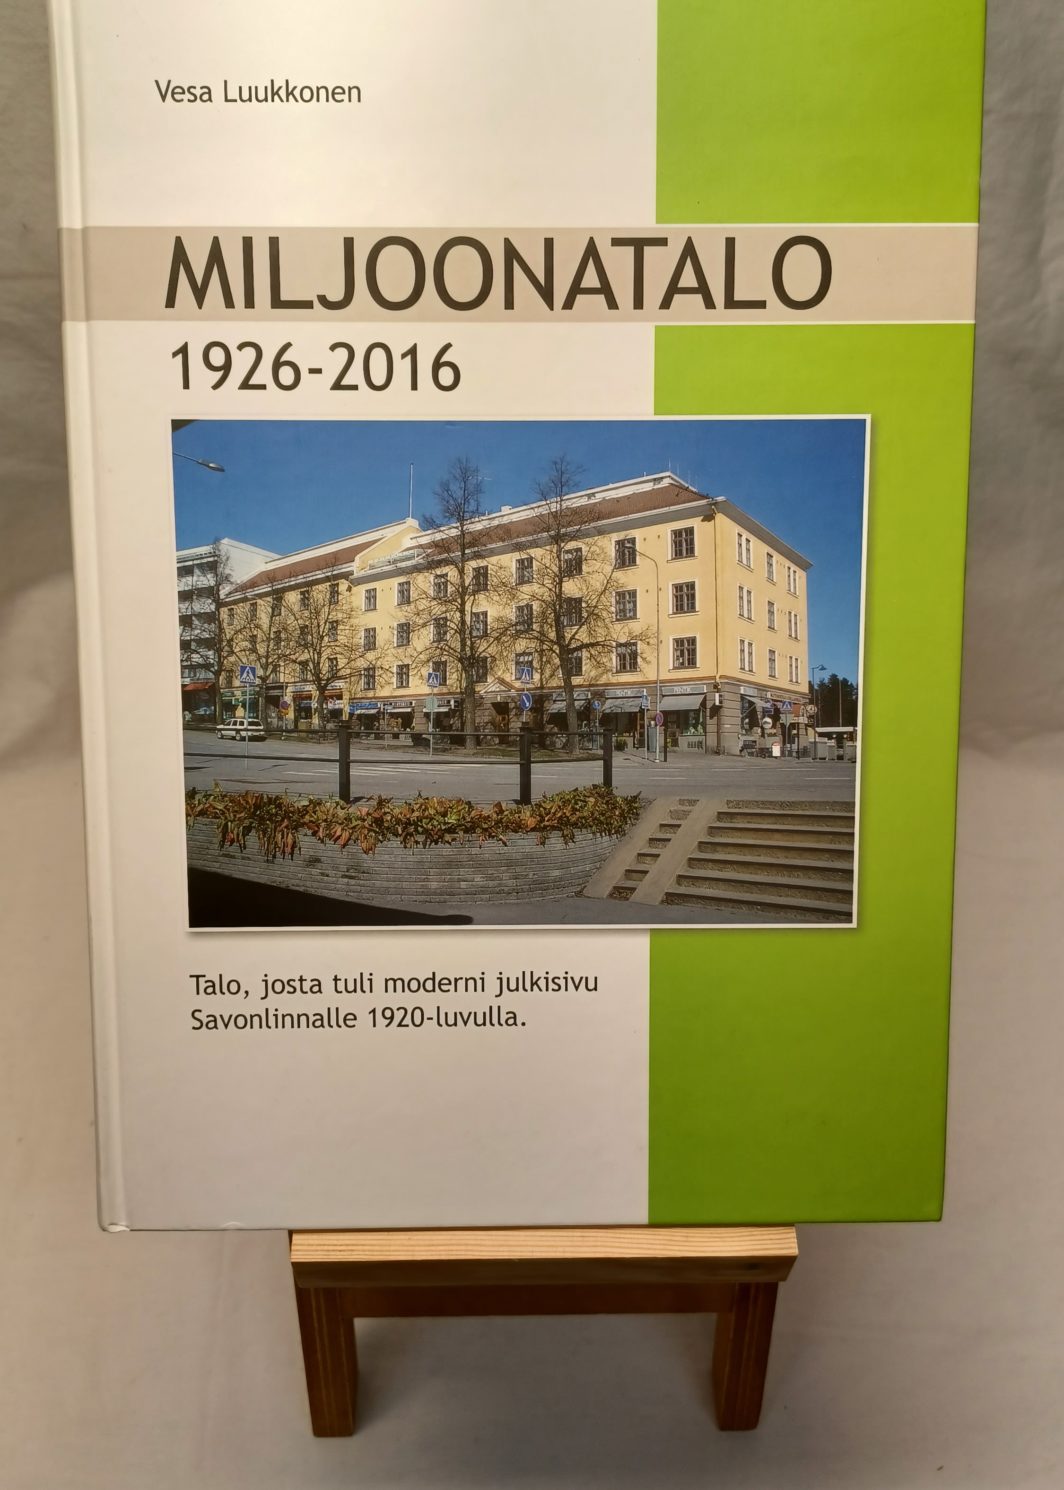 Vesa Luukkonen
MILJOONATALO
1926-2016
Talo, josta tuli moderni julkisivu
Savonlinnalle 1920-luvulla.